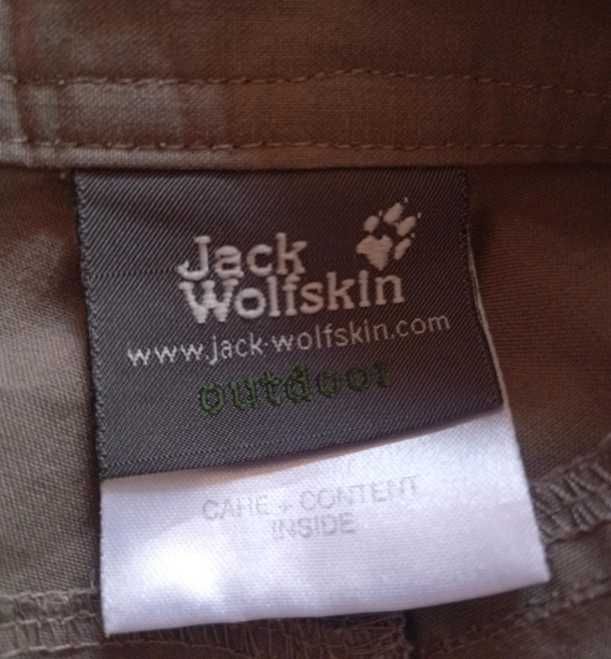 Jack
Wolfskin
www.jack-wolfskin.com
outdoor
CARE + CONTENT
INSIDE